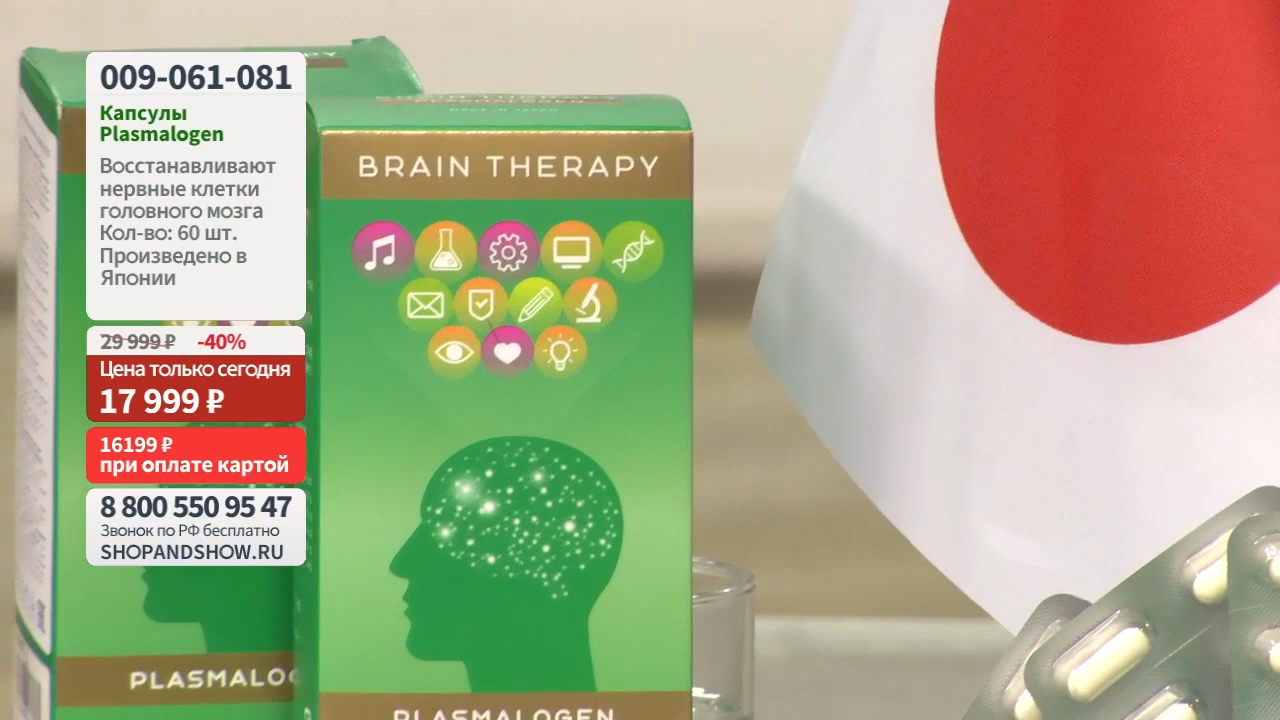 009-061-081
Капсулы
Plasmalogen
Восстанавливают
нервные клетки
головного мозга
Кол-во: 60 шт.
Произведено в
Японии
29 999 ₽ -40%
Цена только сегодня
17 999 ₽
16199 ₽
при оплате картой
8 800 550 95 47
Звонок по РФ бесплатно
SHOPANDSHOW.RU
BRAIN THERAPY
PLASMALOGEN
PLASMALOG